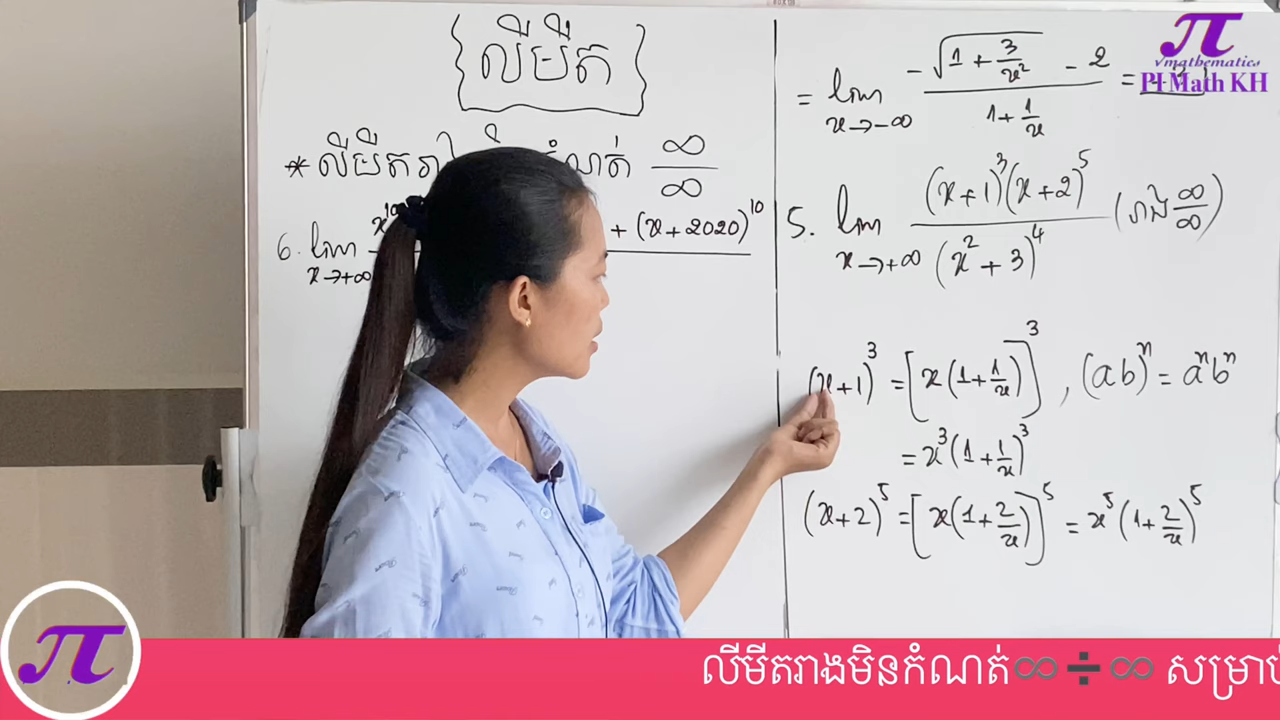 {លីមីត}
* លីមីតរាង កំណត់ ∞/∞
6. lim x→+∞ x¹⁰ + (x+2020)¹⁰
= lim x→-∞ (-√(1+3/x²) - 2)/(1+1/x) =
5. lim x→+∞ (x+1)³(x+2)⁵/(x²+3)⁴ (រាង ∞/∞)
(x+1)³ = [x(1+1/x)]³, (ab)ⁿ = aⁿbⁿ
= x³(1+1/x)³
(x+2)⁵ = [x(1+2/x)]⁵ = x⁵(1+2/x)⁵
π
√mathematics
PI Math KH
π
លីមីតរាងមិនកំណត់∞÷∞ សម្រាប់